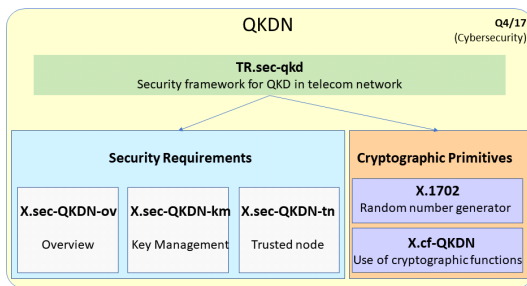 QKDN
Q4/17
(Cybersecurity)
TR.sec-qkd
Security framework for QKD in telecom network
Security Requirements
X.sec-QKDN-ov
Overview
X.sec-QKDN-km
Key Management
X.sec-QKDN-tn
Trusted node
Cryptographic Primitives
X.1702
Random number generator
X.cf-QKDN
Use of cryptographic functions